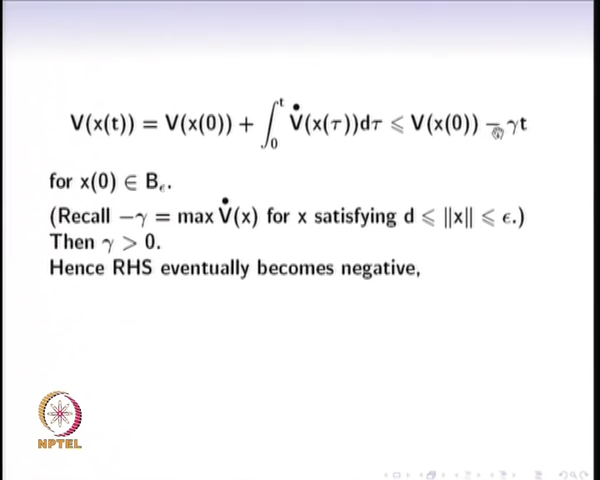 V(x(t)) = V(x(0)) + ∫₀ᵗ V̇(x(τ))dτ ⩽ V(x(0)) − γt
for x(0) ∈ B_ϵ.
(Recall −γ = max V̇(x) for x satisfying d ⩽ ||x|| ⩽ ϵ.)
Then γ > 0.
Hence RHS eventually becomes negative,
NPTEL